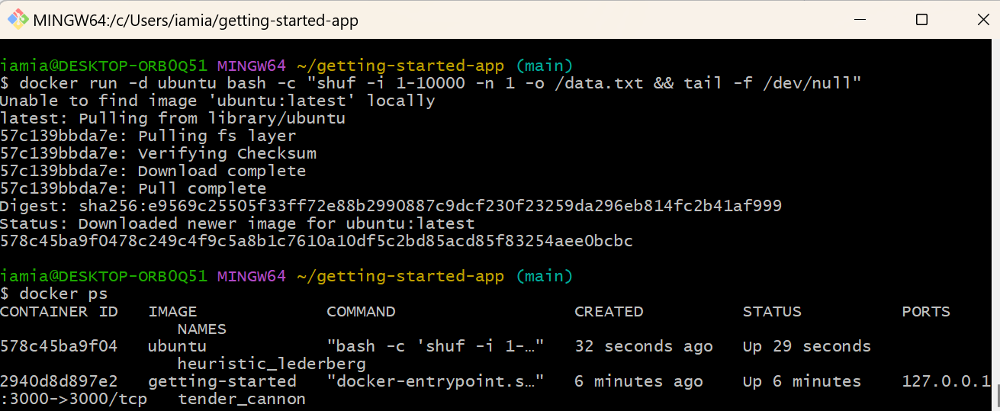 MINGW64:/c/Users/iamia/getting-started-app
iamia@DESKTOP-ORB0Q51 MINGW64 ~/getting-started-app (main)
$ docker run -d ubuntu bash -c "shuf -i 1-10000 -n 1 -o /data.txt && tail -f /dev/null"
Unable to find image 'ubuntu:latest' locally
latest: Pulling from library/ubuntu
57c139bbda7e: Pulling fs layer
57c139bbda7e: Verifying Checksum
57c139bbda7e: Download complete
57c139bbda7e: Pull complete
Digest: sha256:e9569c25505f33ff72e88b2990887c9dcf230f23259da296eb814fc2b41af999
Status: Downloaded newer image for ubuntu:latest
578c45ba9f0478c249c4f9c5a8b1c7610a10df5c2bd85acd85f83254aee0bcbc
iamia@DESKTOP-ORB0Q51 MINGW64 ~/getting-started-app (main)
$ docker ps
CONTAINER ID   IMAGE             COMMAND                  CREATED          STATUS          PORTS
NAMES
578c45ba9f04   ubuntu            "bash -c 'shuf -i 1-…"   32 seconds ago   Up 29 seconds
heuristic_lederberg
2940d8d897e2   getting-started   "docker-entrypoint.s…"   6 minutes ago    Up 6 minutes    127.0.0.1
:3000->3000/tcp   tender_cannon